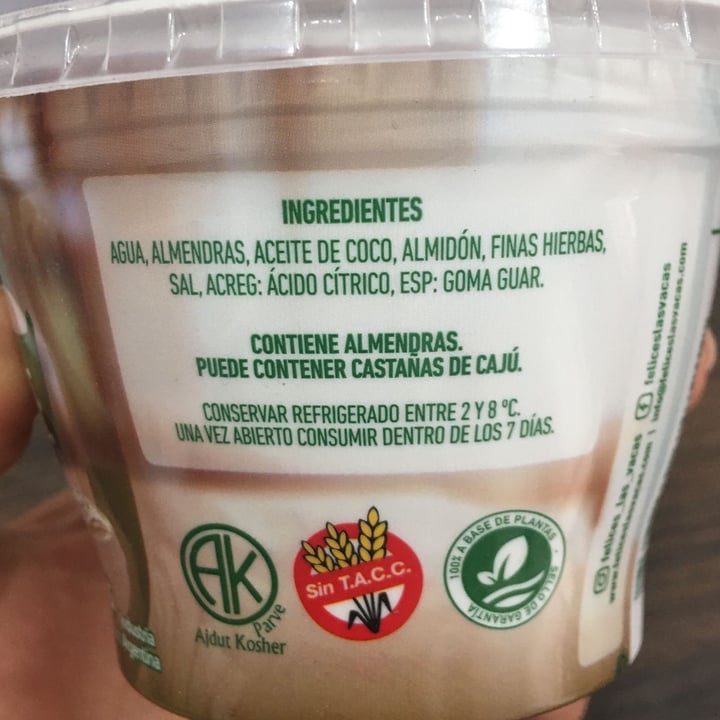 INGREDIENTES
AGUA, ALMENDRAS, ACEITE DE COCO, ALMIDÓN, FINAS HIERBAS,
SAL, ACREG: ÁCIDO CÍTRICO, ESP: GOMA GUAR.
CONTIENE ALMENDRAS.
PUEDE CONTENER CASTAÑAS DE CAJÚ.
CONSERVAR REFRIGERADO ENTRE 2 Y 8 ºC.
UNA VEZ ABIERTO CONSUMIR DENTRO DE LOS 7 DÍAS.
AK
Parve
Ajdut Kosher
Sin T.A.C.C.
100% A BASE DE PLANTAS
SELLO DE GARANTÍA
felices_las_vacas feliceslasvacas
www.feliceslasvacas.com | info@feliceslasvacas.com
Argentina